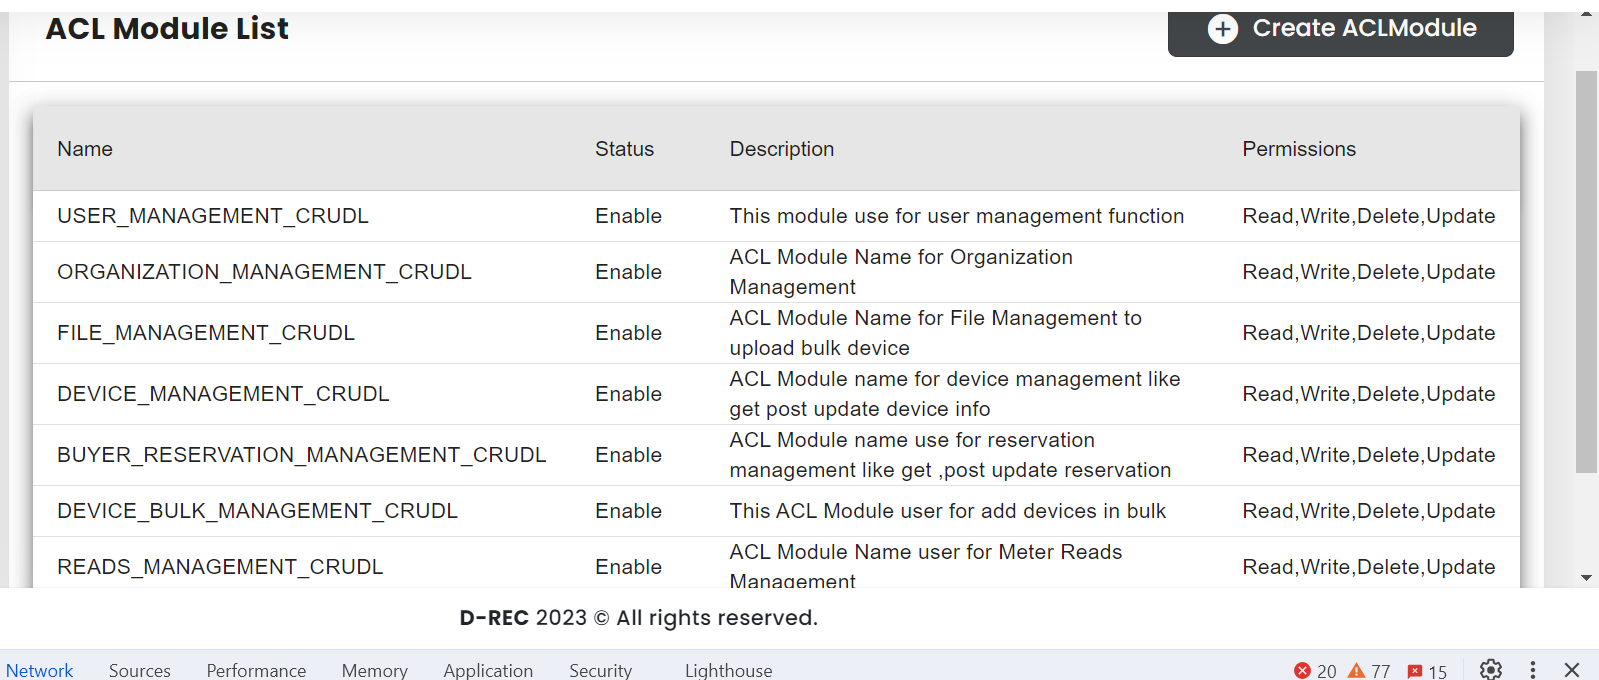 ACL Module List
Create ACLModule
Name Status Description Permissions
USER_MANAGEMENT_CRUDL Enable This module use for user management function Read,Write,Delete,Update
ORGANIZATION_MANAGEMENT_CRUDL Enable ACL Module Name for Organization
Management Read,Write,Delete,Update
FILE_MANAGEMENT_CRUDL Enable ACL Module Name for File Management to
upload bulk device Read,Write,Delete,Update
DEVICE_MANAGEMENT_CRUDL Enable ACL Module name for device management like
get post update device info Read,Write,Delete,Update
BUYER_RESERVATION_MANAGEMENT_CRUDL Enable ACL Module name use for reservation
management like get ,post update reservation Read,Write,Delete,Update
DEVICE_BULK_MANAGEMENT_CRUDL Enable This ACL Module user for add devices in bulk Read,Write,Delete,Update
READS_MANAGEMENT_CRUDL Enable ACL Module Name user for Meter Reads
Management Read,Write,Delete,Update
D-REC 2023 © All rights reserved.
Network Sources Performance Memory Application Security Lighthouse 20 77 15